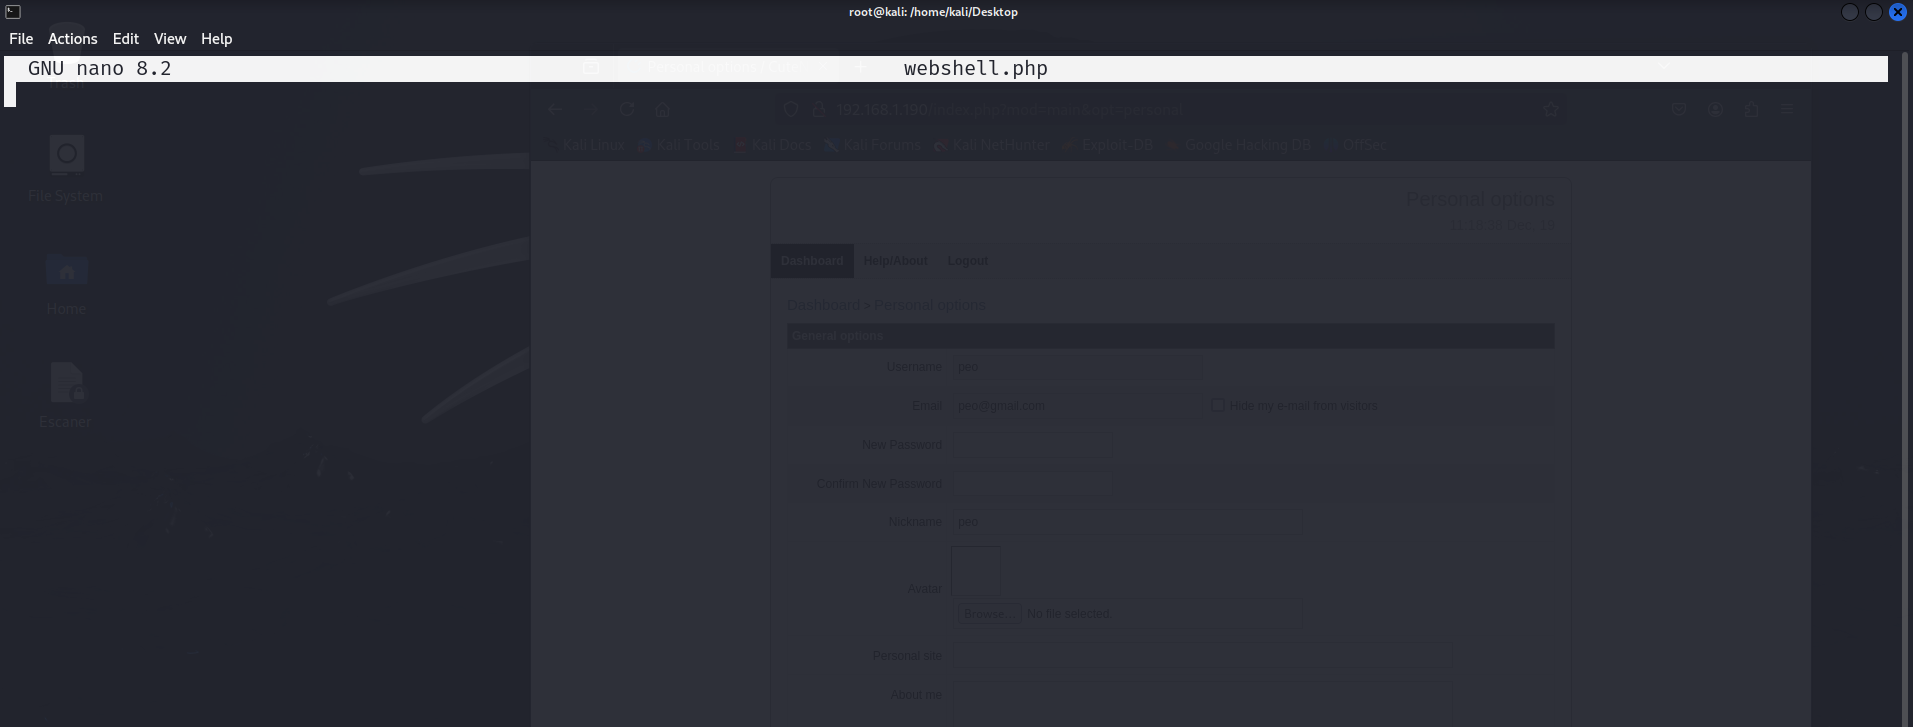 root@kali: /home/kali/Desktop
File Actions Edit View Help
GNU nano 8.2 webshell.php
Trash
192.168.1.190
Kali Linux Kali Tools Kali Docs Kali Forums Kali NetHunter Exploit-DB Google Hacking DB OffSec
File System
Personal options
Dashboard Help/About Logout
Home
Dashboard > Personal options
General options
Username peo
Email peo@gmail.com Hide my e-mail from visitors
Escaner
New Password
Confirm New Password
Nickname peo
Avatar
Browse... No file selected.
Personal site
About me